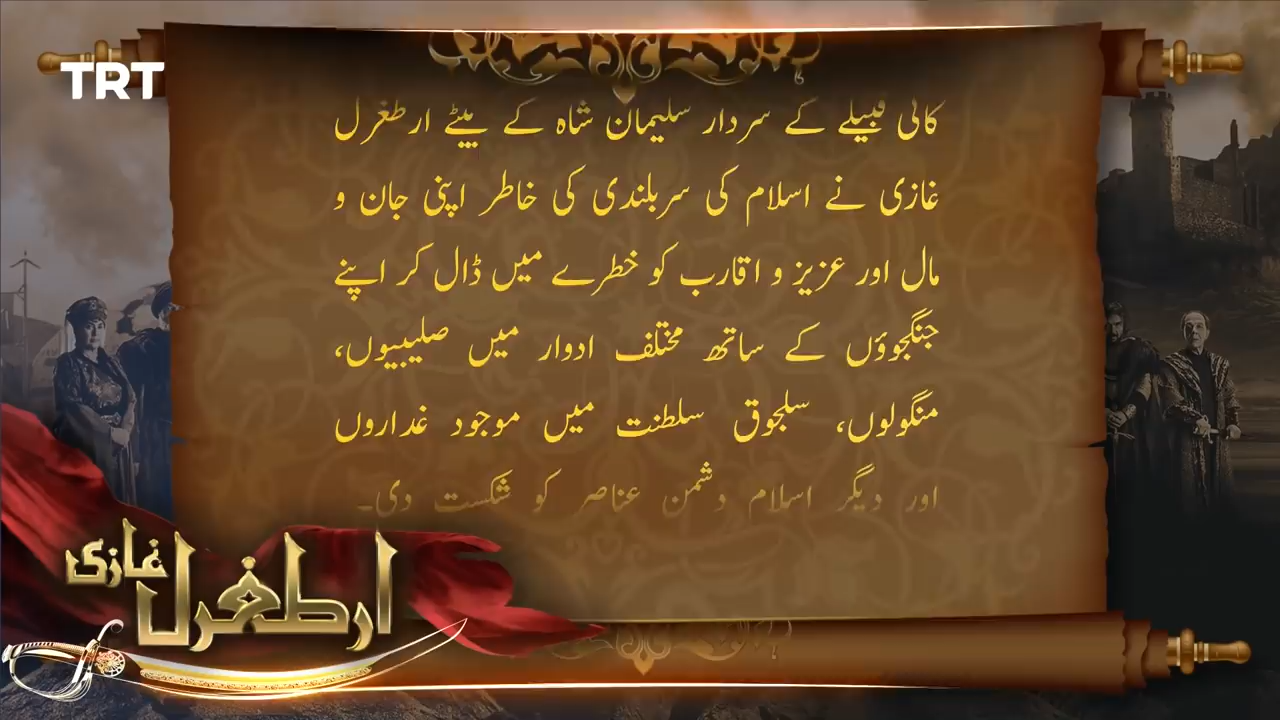 TRT
کائی قبیلے کے سردار سلیمان شاہ کے بیٹے ارطغرل
غازی نے اسلام کی سربلندی کی خاطر اپنی جان و
مال اور عزیز و اقارب کو خطرے میں ڈال کر اپنے
جنگجوؤں کے ساتھ مختلف ادوار میں صلیبیوں،
منگولوں، سلجوق سلطنت میں موجود غداروں
اور دیگر اسلام دشمن عناصر کو شکست دی۔
ارطغرل غازی